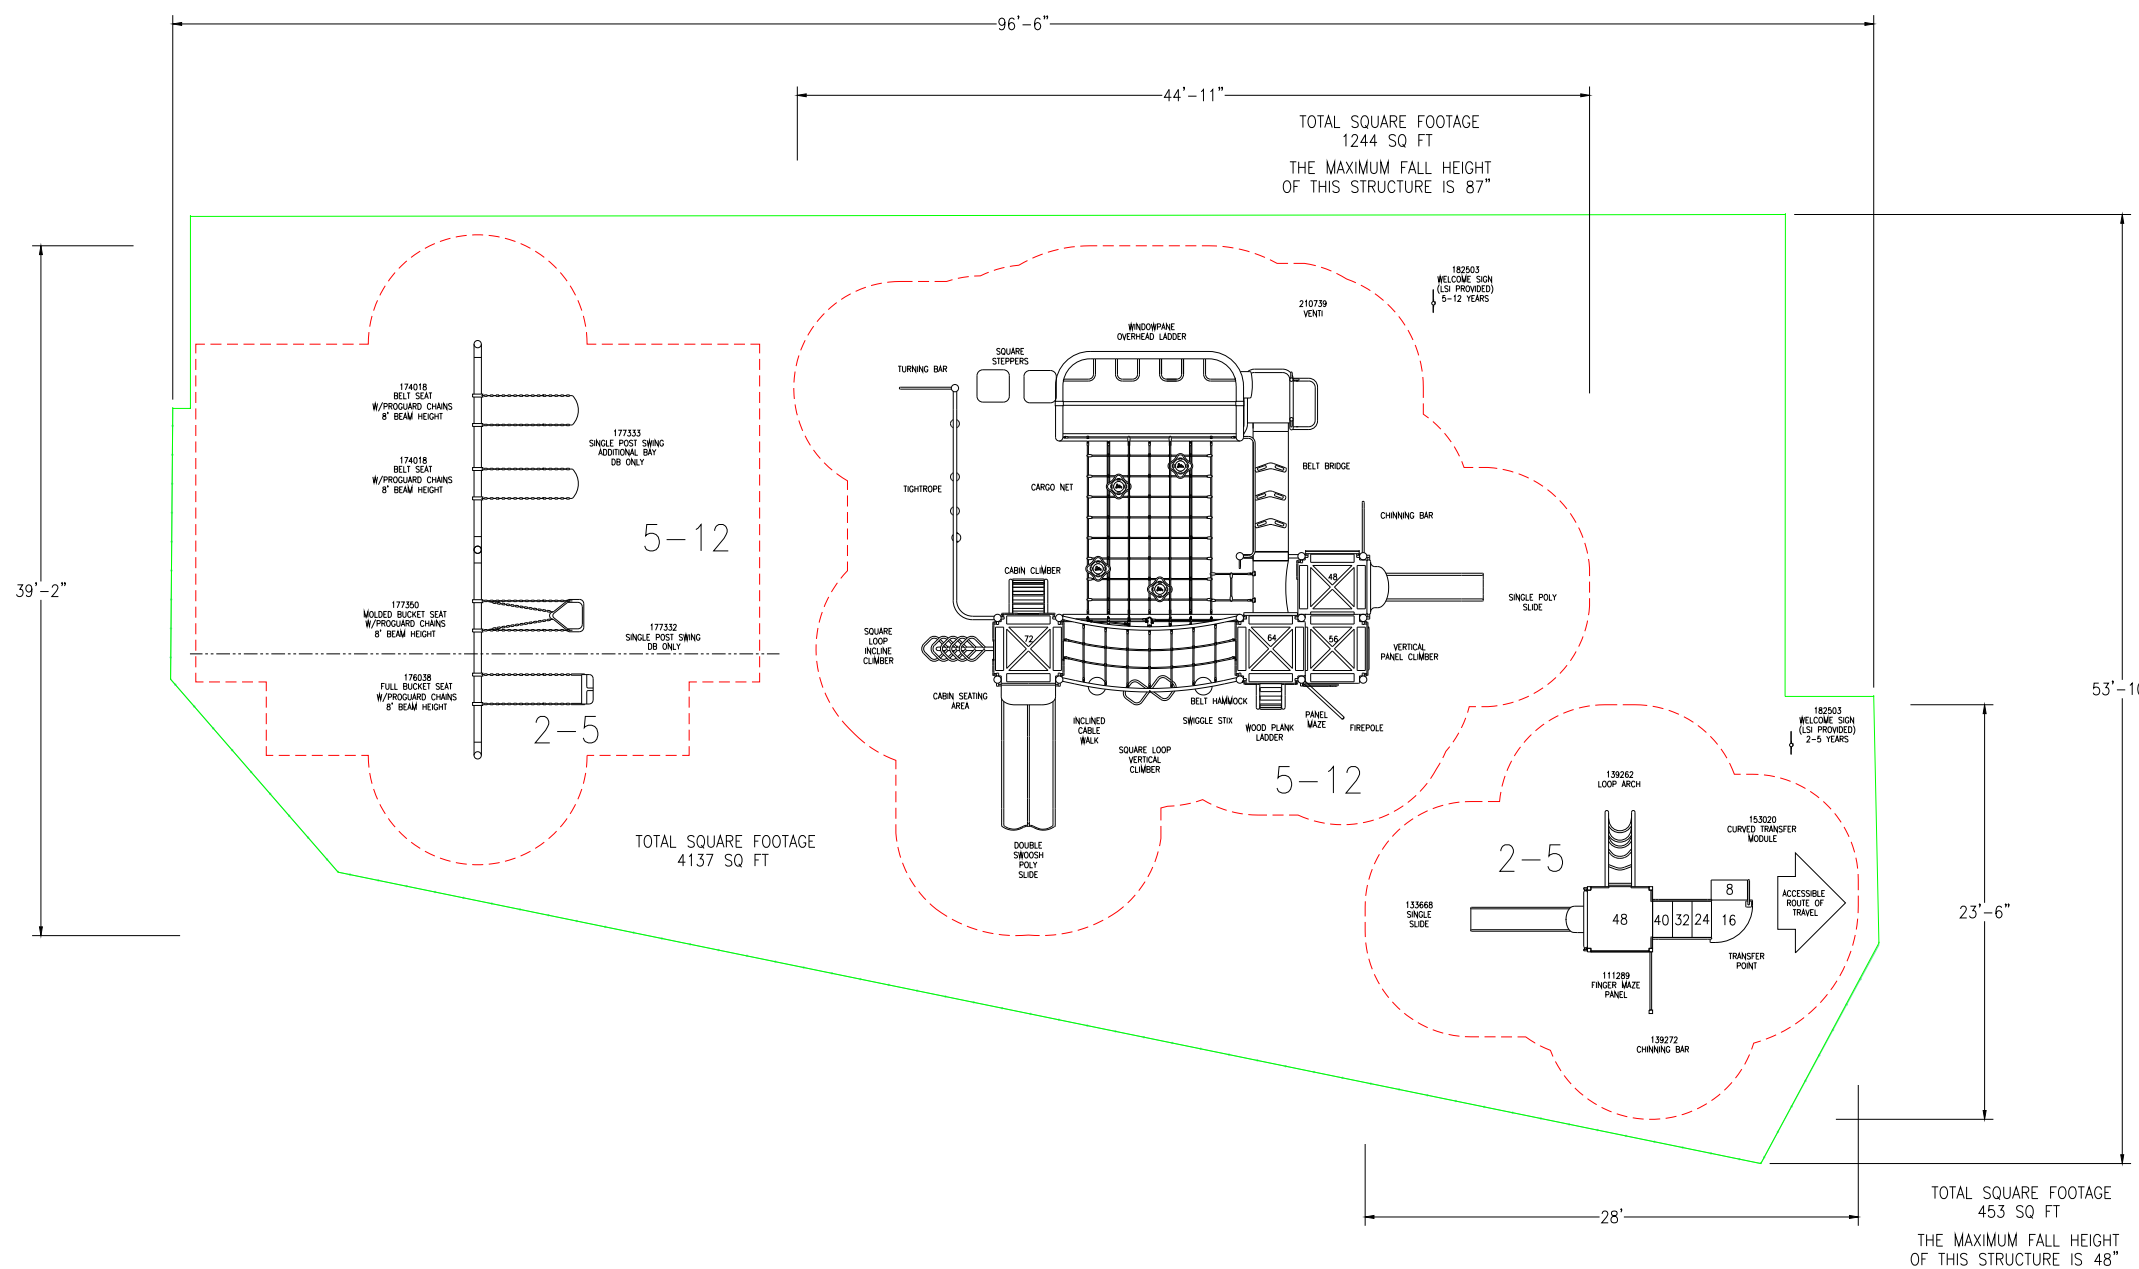 96'-6"
44'-11"
TOTAL SQUARE FOOTAGE
1244 SQ FT
THE MAXIMUM FALL HEIGHT
OF THIS STRUCTURE IS 87"
182503
WELCOME SIGN
(LSI PROVIDED)
5-12 YEARS
210739
VENTI
WINDOWPANE
OVERHEAD LADDER
SQUARE
STEPPERS
TURNING BAR
174018
BELT SEAT
W/PROGUARD CHAINS
8' BEAM HEIGHT
177333
SINGLE POST SWING
ADDITIONAL BAY
DB ONLY
174018
BELT SEAT
W/PROGUARD CHAINS
8' BEAM HEIGHT
BELT BRIDGE
TIGHTROPE
CARGO NET
CHINNING BAR
5-12
39'-2"
CABIN CLIMBER
48
SINGLE POLY
SLIDE
177350
MOLDED BUCKET SEAT
W/PROGUARD CHAINS
8' BEAM HEIGHT
177332
SINGLE POST SWING
DB ONLY
SQUARE
LOOP
INCLINE
CLIMBER
72
64
56
VERTICAL
PANEL CLIMBER
176038
FULL BUCKET SEAT
W/PROGUARD CHAINS
8' BEAM HEIGHT
2-5
CABIN SEATING
AREA
BELT HAMMOCK
INCLINED
CABLE
WALK
SWIGGLE STIX
WOOD PLANK
LADDER
PANEL
MAZE
FIREPOLE
SQUARE LOOP
VERTICAL
CLIMBER
5-12
53'-10
182503
WELCOME SIGN
(LSI PROVIDED)
2-5 YEARS
139262
LOOP ARCH
153020
CURVED TRANSFER
MODULE
TOTAL SQUARE FOOTAGE
4137 SQ FT
DOUBLE
SWOOSH
POLY
SLIDE
2-5
133668
SINGLE
SLIDE
48
40
32
24
16
8
ACCESSIBLE
ROUTE OF
TRAVEL
23'-6"
TRANSFER
POINT
111289
FINGER MAZE
PANEL
139272
CHINNING BAR
28'
TOTAL SQUARE FOOTAGE
453 SQ FT
THE MAXIMUM FALL HEIGHT
OF THIS STRUCTURE IS 48"